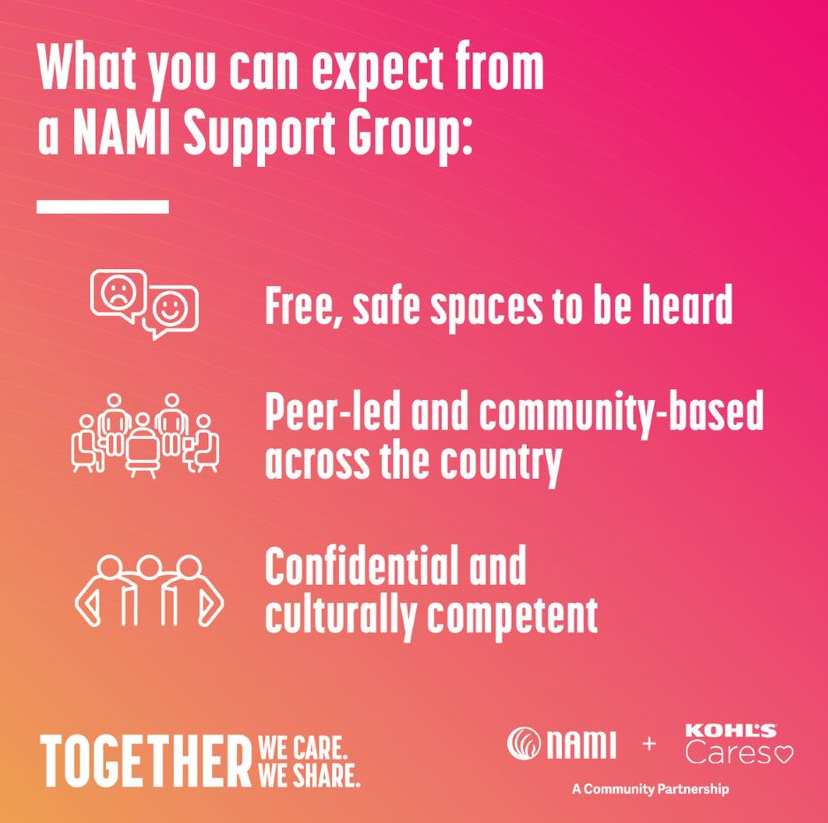 What you can expect from
a NAMI Support Group:
Free, safe spaces to be heard
Peer-led and community-based
across the country
Confidential and
culturally competent
TOGETHER WE CARE.
WE SHARE.
NAMI + KOHL'S
Cares
A Community Partnership